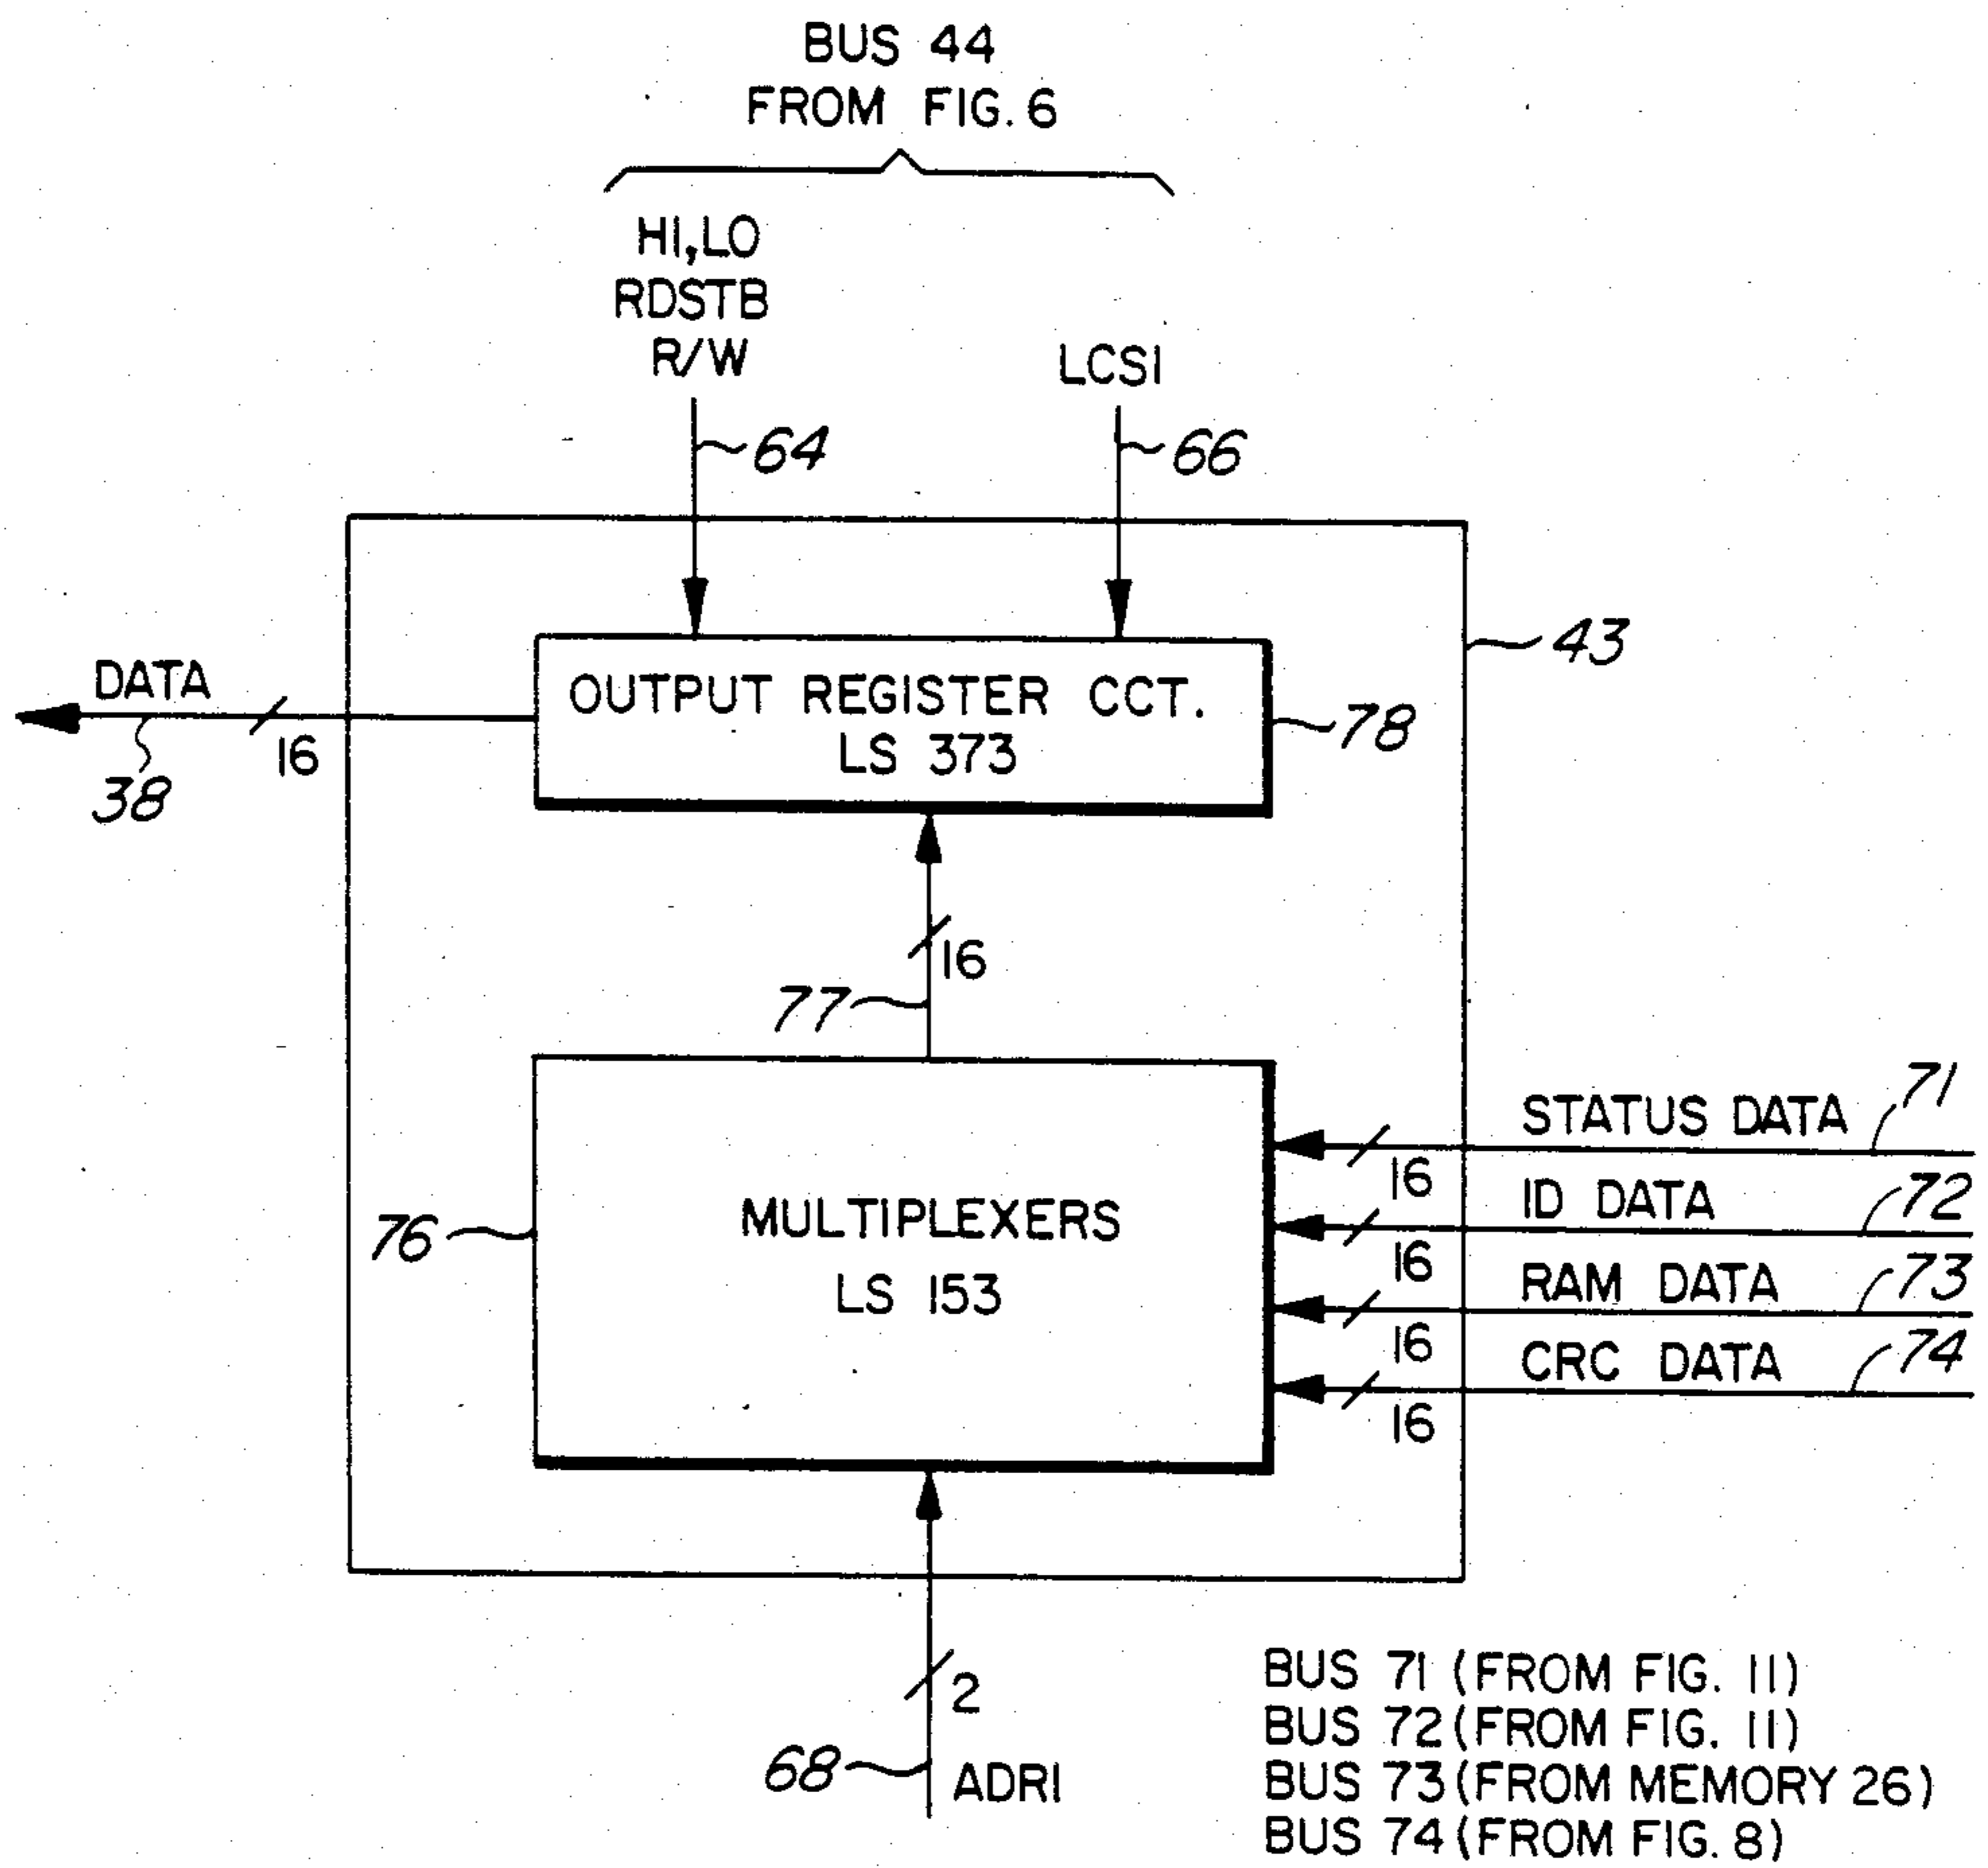 BUS 44
FROM FIG. 6
HI,LO
RDSTB
R/W
LCSI
64
66
43
DATA
16
38
OUTPUT REGISTER CCT.
LS 373
78
16
77
STATUS DATA
71
16
ID DATA
72
16
RAM DATA
73
16
CRC DATA
74
16
MULTIPLEXERS
LS 153
76
2
68
ADRI
BUS 71 (FROM FIG. 11)
BUS 72 (FROM FIG. 11)
BUS 73 (FROM MEMORY 26)
BUS 74 (FROM FIG. 8)